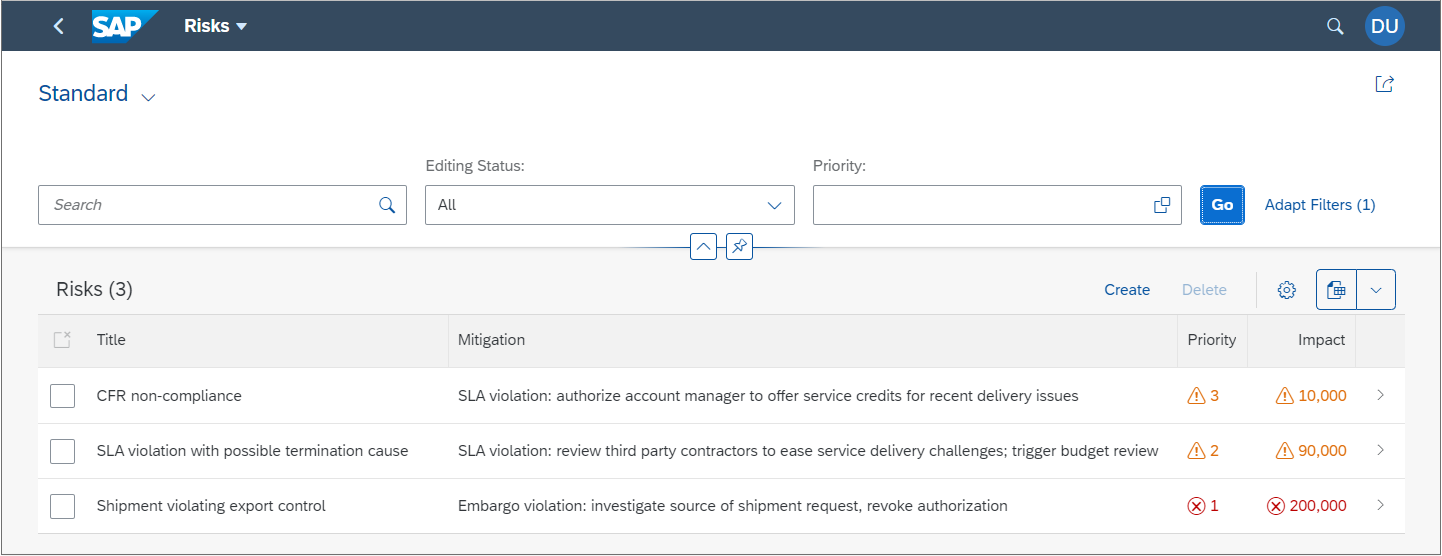 SAP Risks DU
Standard
Editing Status: Priority:
Search All Go Adapt Filters (1)
Risks (3) Create Delete
Title Mitigation Priority Impact
CFR non-compliance SLA violation: authorize account manager to offer service credits for recent delivery issues 3 10,000
SLA violation with possible termination cause SLA violation: review third party contractors to ease service delivery challenges; trigger budget review 2 90,000
Shipment violating export control Embargo violation: investigate source of shipment request, revoke authorization 1 200,000